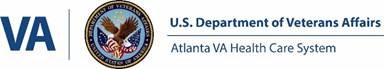 VA
U.S. Department of Veterans Affairs
Atlanta VA Health Care System